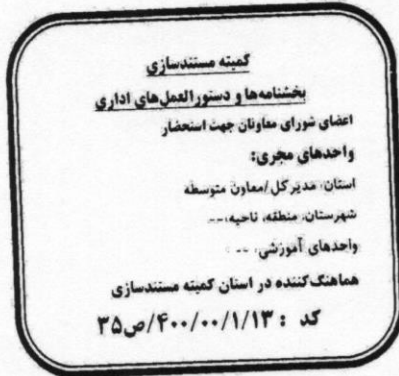 کمیته مستندسازی
بخشنامه‌ها و دستورالعمل‌های اداری
اعضای شورای معاونان جهت استحضار
واحدهای مجری:
استان: مدیرکل/معاون متوسطه
شهرستان، منطقه، ناحیه، --
واحدهای آموزشی، --
هماهنگ‌کننده در استان کمیته مستندسازی
کد : ۴۰۰/۰۰/۱/۱۳/ص۳۵